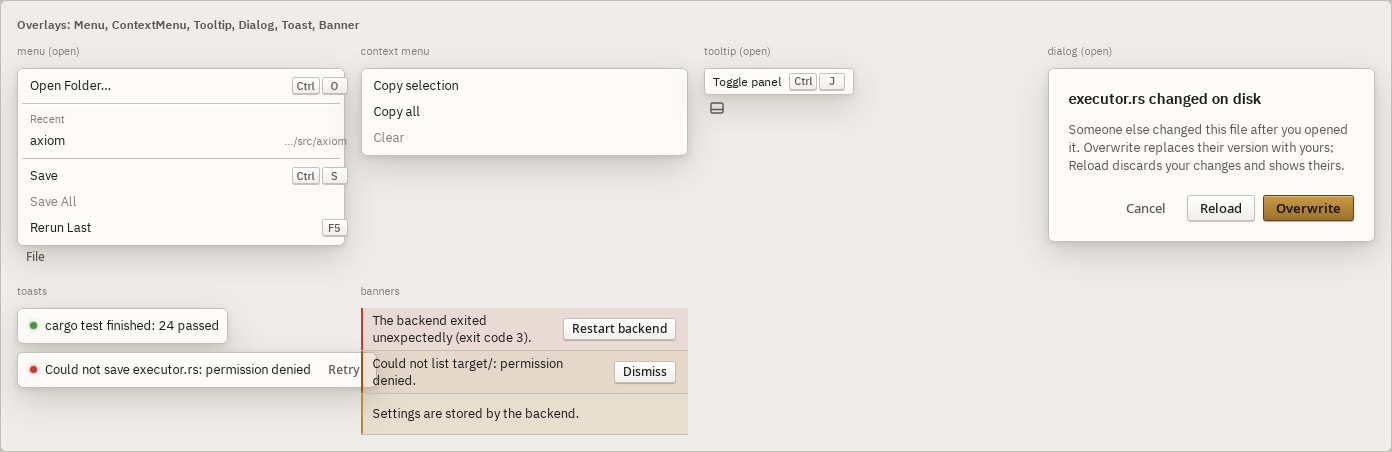 Overlays: Menu, ContextMenu, Tooltip, Dialog, Toast, Banner
menu (open)
Open Folder... Ctrl O
Recent
axiom .../src/axiom
Save Ctrl S
Save All
Rerun Last F5
File
context menu
Copy selection
Copy all
Clear
tooltip (open)
Toggle panel Ctrl J
dialog (open)
executor.rs changed on disk
Someone else changed this file after you opened
it. Overwrite replaces their version with yours;
Reload discards your changes and shows theirs.
Cancel Reload Overwrite
toasts
cargo test finished: 24 passed
Could not save executor.rs: permission denied Retry
banners
The backend exited
unexpectedly (exit code 3).
Restart backend
Could not list target/: permission
denied.
Dismiss
Settings are stored by the backend.